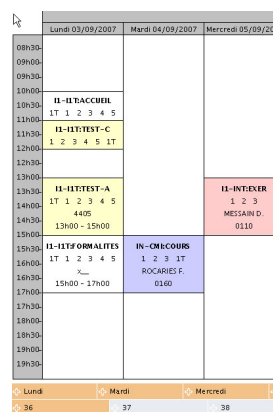 Lundi 03/09/2007 Mardi 04/09/2007 Mercredi 05/09/20
08h30
09h00
09h30
10h00
10h30
11h00
11h30
12h00
12h30
13h00
13h30
14h00
14h30
15h00
15h30
16h00
16h30
17h00
17h30
18h00
18h30
19h00
19h30
I1-I1T:ACCUEIL
1T 1 2 3 4 5
I1-I1T:TEST-C
1 2 3 4 5 1T
I1-I1T:TEST-A
1T 1 2 3 4 5
4405
13h00 - 15h00
I1-I1T:FORMALITES
1T 1 2 3 4 5
x__
15h00 - 17h00
IN-CMI:COURS
1 2 3 1T
ROCARIES F.
0160
I1-INT:EXER
1 2 3
MESSAIN D.
0110
Lundi Mardi Mercredi
36 37 38